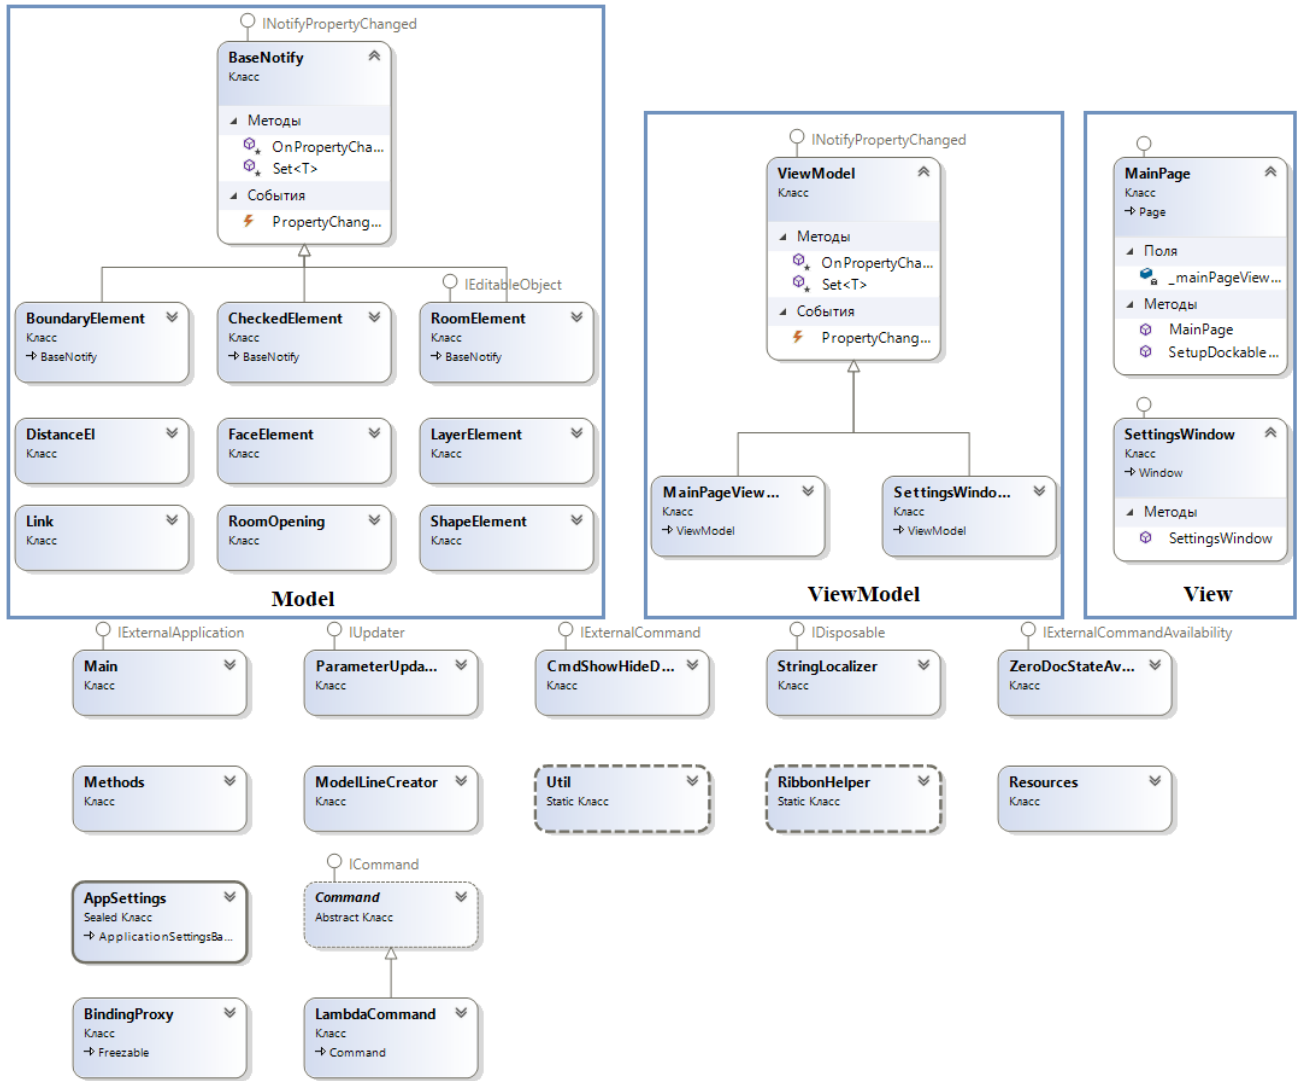 INotifyPropertyChanged
BaseNotify
Класс
Методы
OnPropertyCha...
Set<T>
События
PropertyChang...
IEditableObject
BoundaryElement
Класс
BaseNotify
CheckedElement
Класс
BaseNotify
RoomElement
Класс
BaseNotify
DistanceEl
Класс
FaceElement
Класс
LayerElement
Класс
Link
Класс
RoomOpening
Класс
ShapeElement
Класс
Model
INotifyPropertyChanged
ViewModel
Класс
Методы
OnPropertyCha...
Set<T>
События
PropertyChang...
MainPageView...
Класс
ViewModel
SettingsWindo...
Класс
ViewModel
ViewModel
MainPage
Класс
Page
Поля
_mainPageView...
Методы
MainPage
SetupDockable...
SettingsWindow
Класс
Window
Методы
SettingsWindow
View
IExternalApplication
Main
Класс
IUpdater
ParameterUpda...
Класс
IExternalCommand
CmdShowHideD...
Класс
IDisposable
StringLocalizer
Класс
IExternalCommandAvailability
ZeroDocStateAv...
Класс
Methods
Класс
ModelLineCreator
Класс
Util
Static Класс
RibbonHelper
Static Класс
Resources
Класс
AppSettings
Sealed Класс
ApplicationSettingsBa...
ICommand
Command
Abstract Класс
BindingProxy
Класс
Freezable
LambdaCommand
Класс
Command